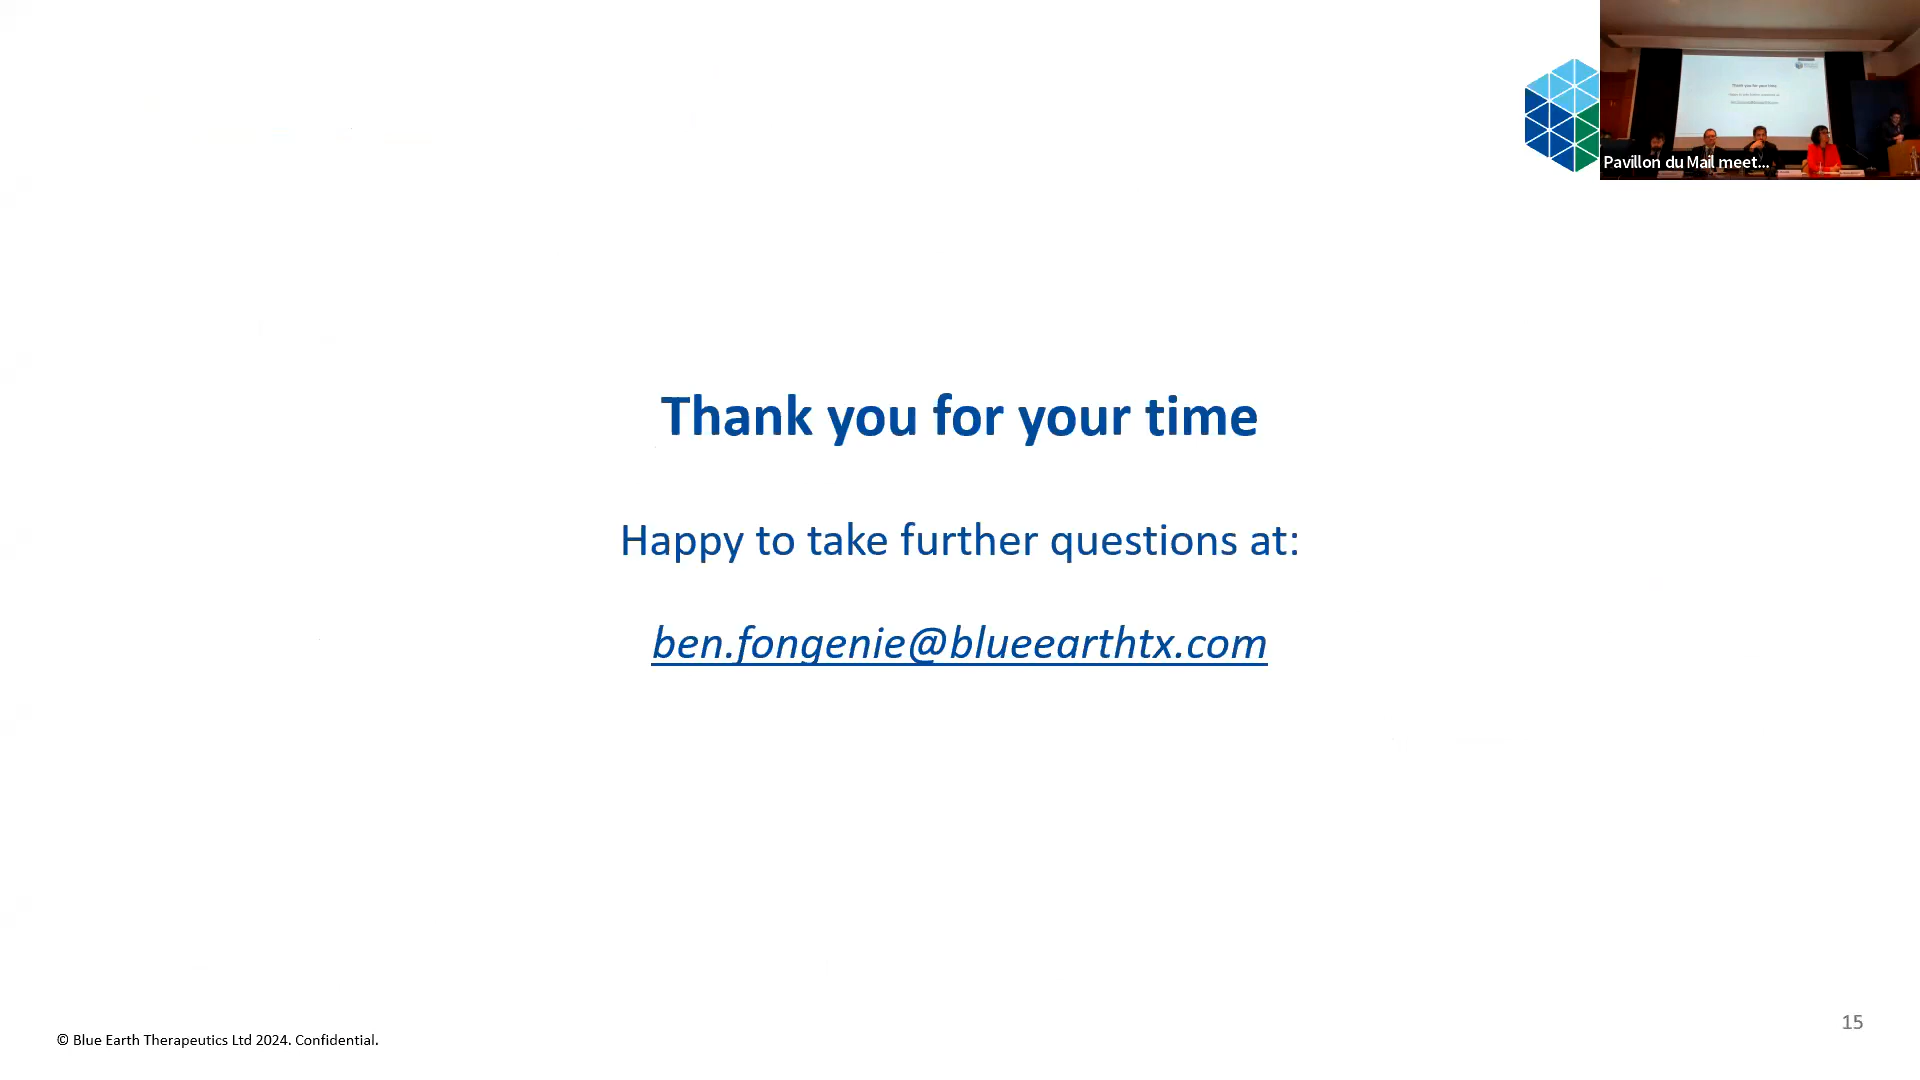 Pavillon du Mail meet...
Thank you for your time
Happy to take further questions at:
ben.fongenie@blueearthtx.com
© Blue Earth Therapeutics Ltd 2024. Confidential.
15